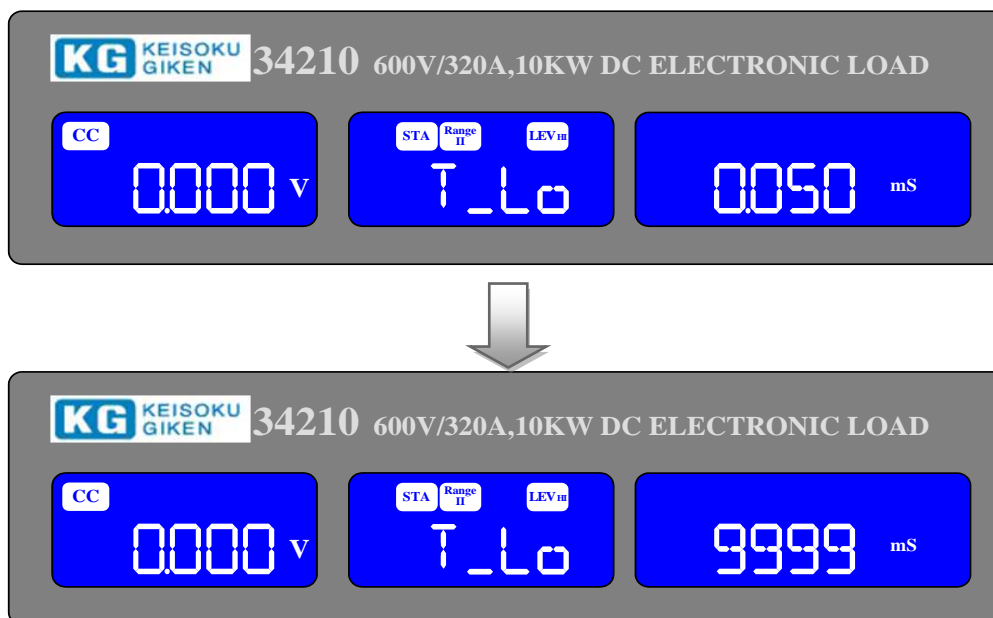 KG KEISOKU GIKEN 34210 600V/320A,10KW DC ELECTRONIC LOAD
CC STA Range II LEV HI
0.000 V T_Lo 0.050 mS
KG KEISOKU GIKEN 34210 600V/320A,10KW DC ELECTRONIC LOAD
CC STA Range II LEV HI
0.000 V T_Lo 9999 mS